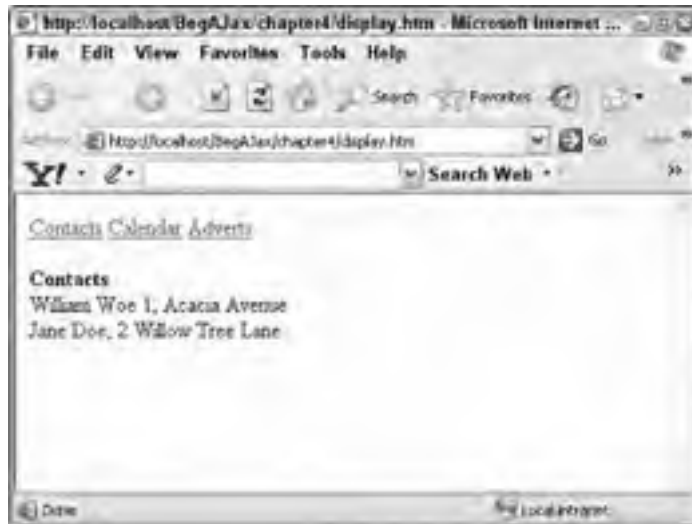 http://localhost/BegAJax/chapter4/display.htm - Microsoft Internet ...
File Edit View Favorites Tools Help
Search Favorites
Address http://localhost/BegAJax/chapter4/display.htm Go
Y! Search Web
Contacts Calendar Adverts
Contacts
William Woe 1, Acacia Avenue
Jane Doe, 2 Willow Tree Lane
Done Local intranet